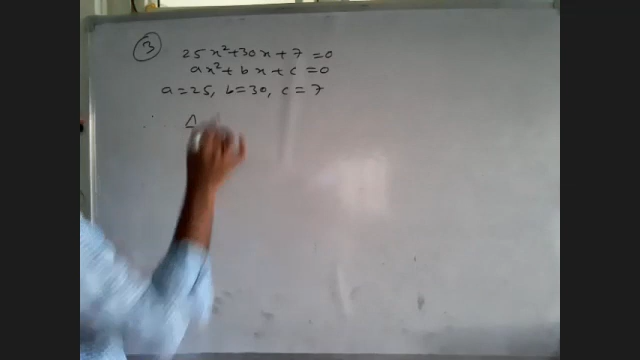 ③ 25x²+30x+7=0
ax²+bx+c=0
a=25, b=30, c=7
∴ Δ